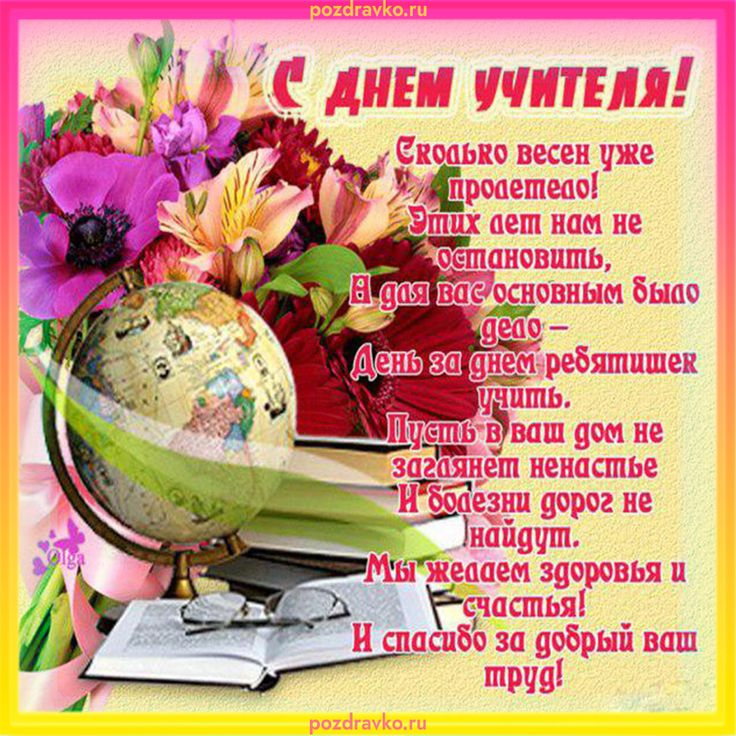 pozdravko.ru
С ДНЕМ УЧИТЕЛЯ!
Сколько весен уже
пролетело!
Этих лет нам не
остановить,
А для вас основным было
дело –
День за днем ребятишек
учить.
Пусть в ваш дом не
заглянет ненастье
И болезни дорог не
найдут.
Мы желаем здоровья и
счастья!
И спасибо за добрый ваш
труд!
Olga
pozdravko.ru